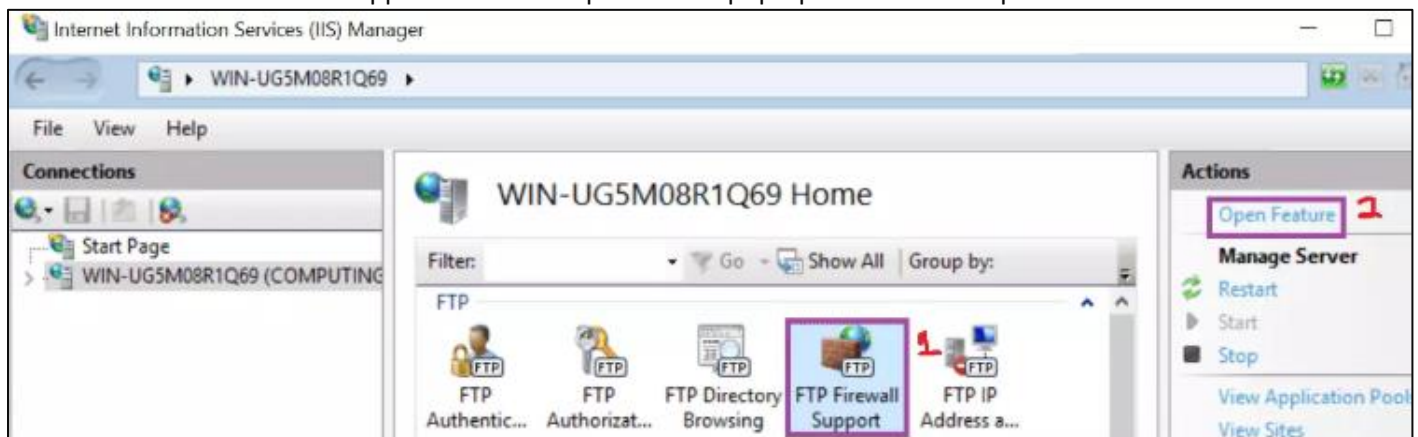 Internet Information Services (IIS) Manager
WIN-UG5M08R1Q69
File View Help
Connections
Start Page
WIN-UG5M08R1Q69 (COMPUTING
WIN-UG5M08R1Q69 Home
Filter: Go Show All Group by:
FTP
FTP FTP FTP FTP FTP
FTP Authentic...
FTP Authorizat...
FTP Directory Browsing
FTP Firewall Support
FTP IP Address a...
1
Actions
Open Feature 2
Manage Server
Restart
Start
Stop
View Application Pools
View Sites